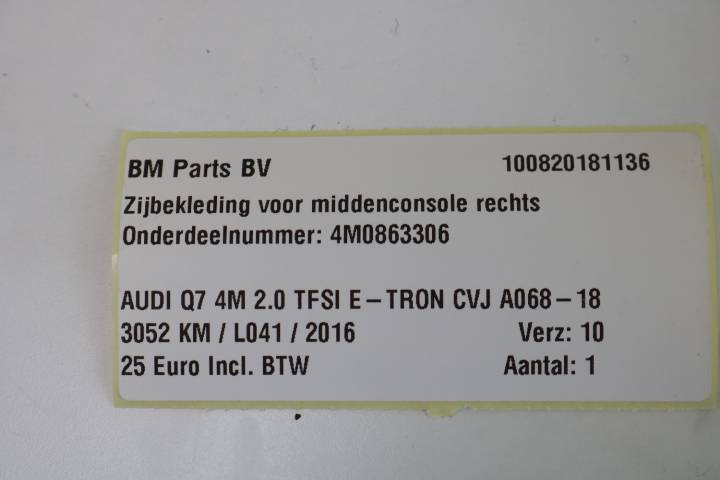 BM Parts BV 100820181136
Zijbekleding voor middenconsole rechts
Onderdeelnummer: 4M0863306
AUDI Q7 4M 2.0 TFSI E-TRON CVJ A068-18
3052 KM / L041 / 2016 Verz: 10
25 Euro Incl. BTW Aantal: 1